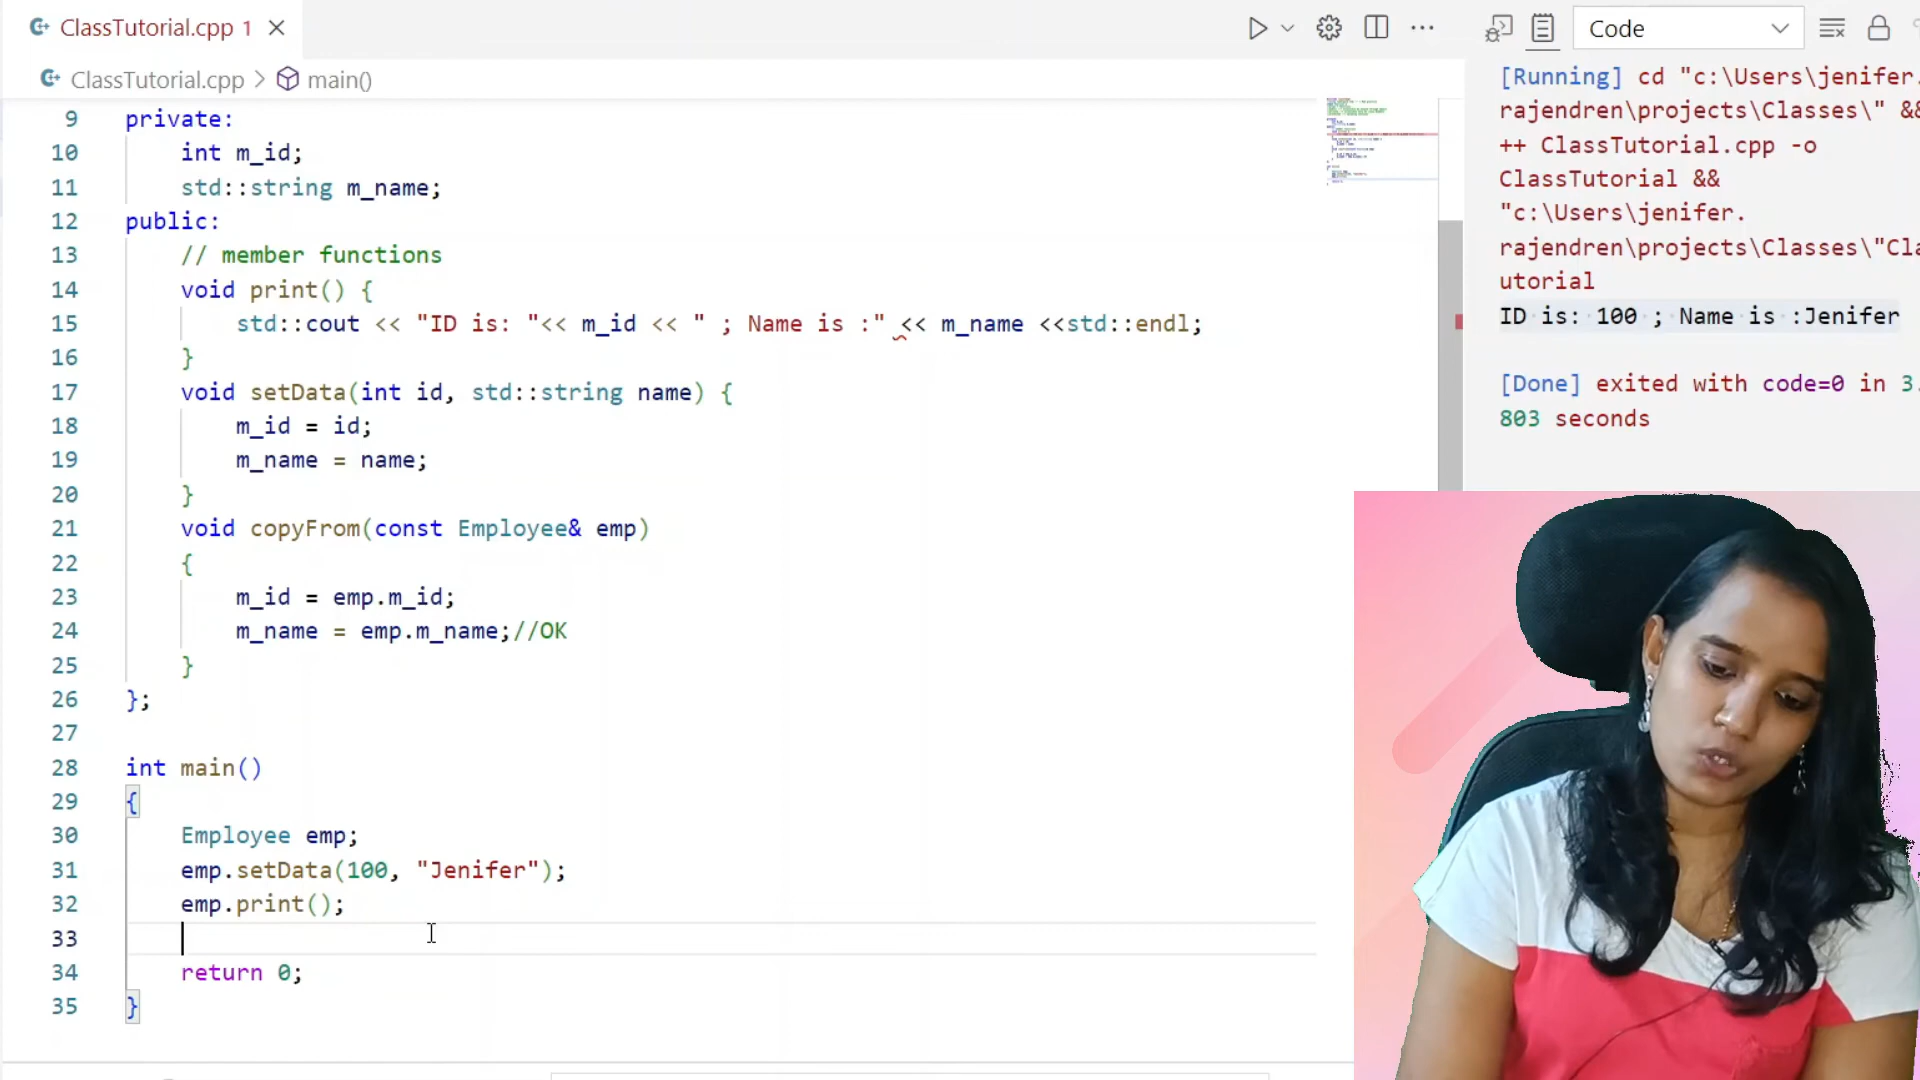 ClassTutorial.cpp 1
Code
ClassTutorial.cpp > main()
9 private:
10 int m_id;
11 std::string m_name;
12 public:
13 // member functions
14 void print() {
15 std::cout << "ID is: "<< m_id << " ; Name is :" << m_name <<std::endl;
16 }
17 void setData(int id, std::string name) {
18 m_id = id;
19 m_name = name;
20 }
21 void copyFrom(const Employee& emp)
22 {
23 m_id = emp.m_id;
24 m_name = emp.m_name;//OK
25 }
26 };
27
28 int main()
29 {
30 Employee emp;
31 emp.setData(100, "Jenifer");
32 emp.print();
33
34 return 0;
35 }
[Running] cd "c:\Users\jenifer.
rajendren\projects\Classes\" &&
++ ClassTutorial.cpp -o
ClassTutorial &&
"c:\Users\jenifer.
rajendren\projects\Classes\"Cla
utorial
ID is: 100 ; Name is :Jenifer
[Done] exited with code=0 in 3.
803 seconds